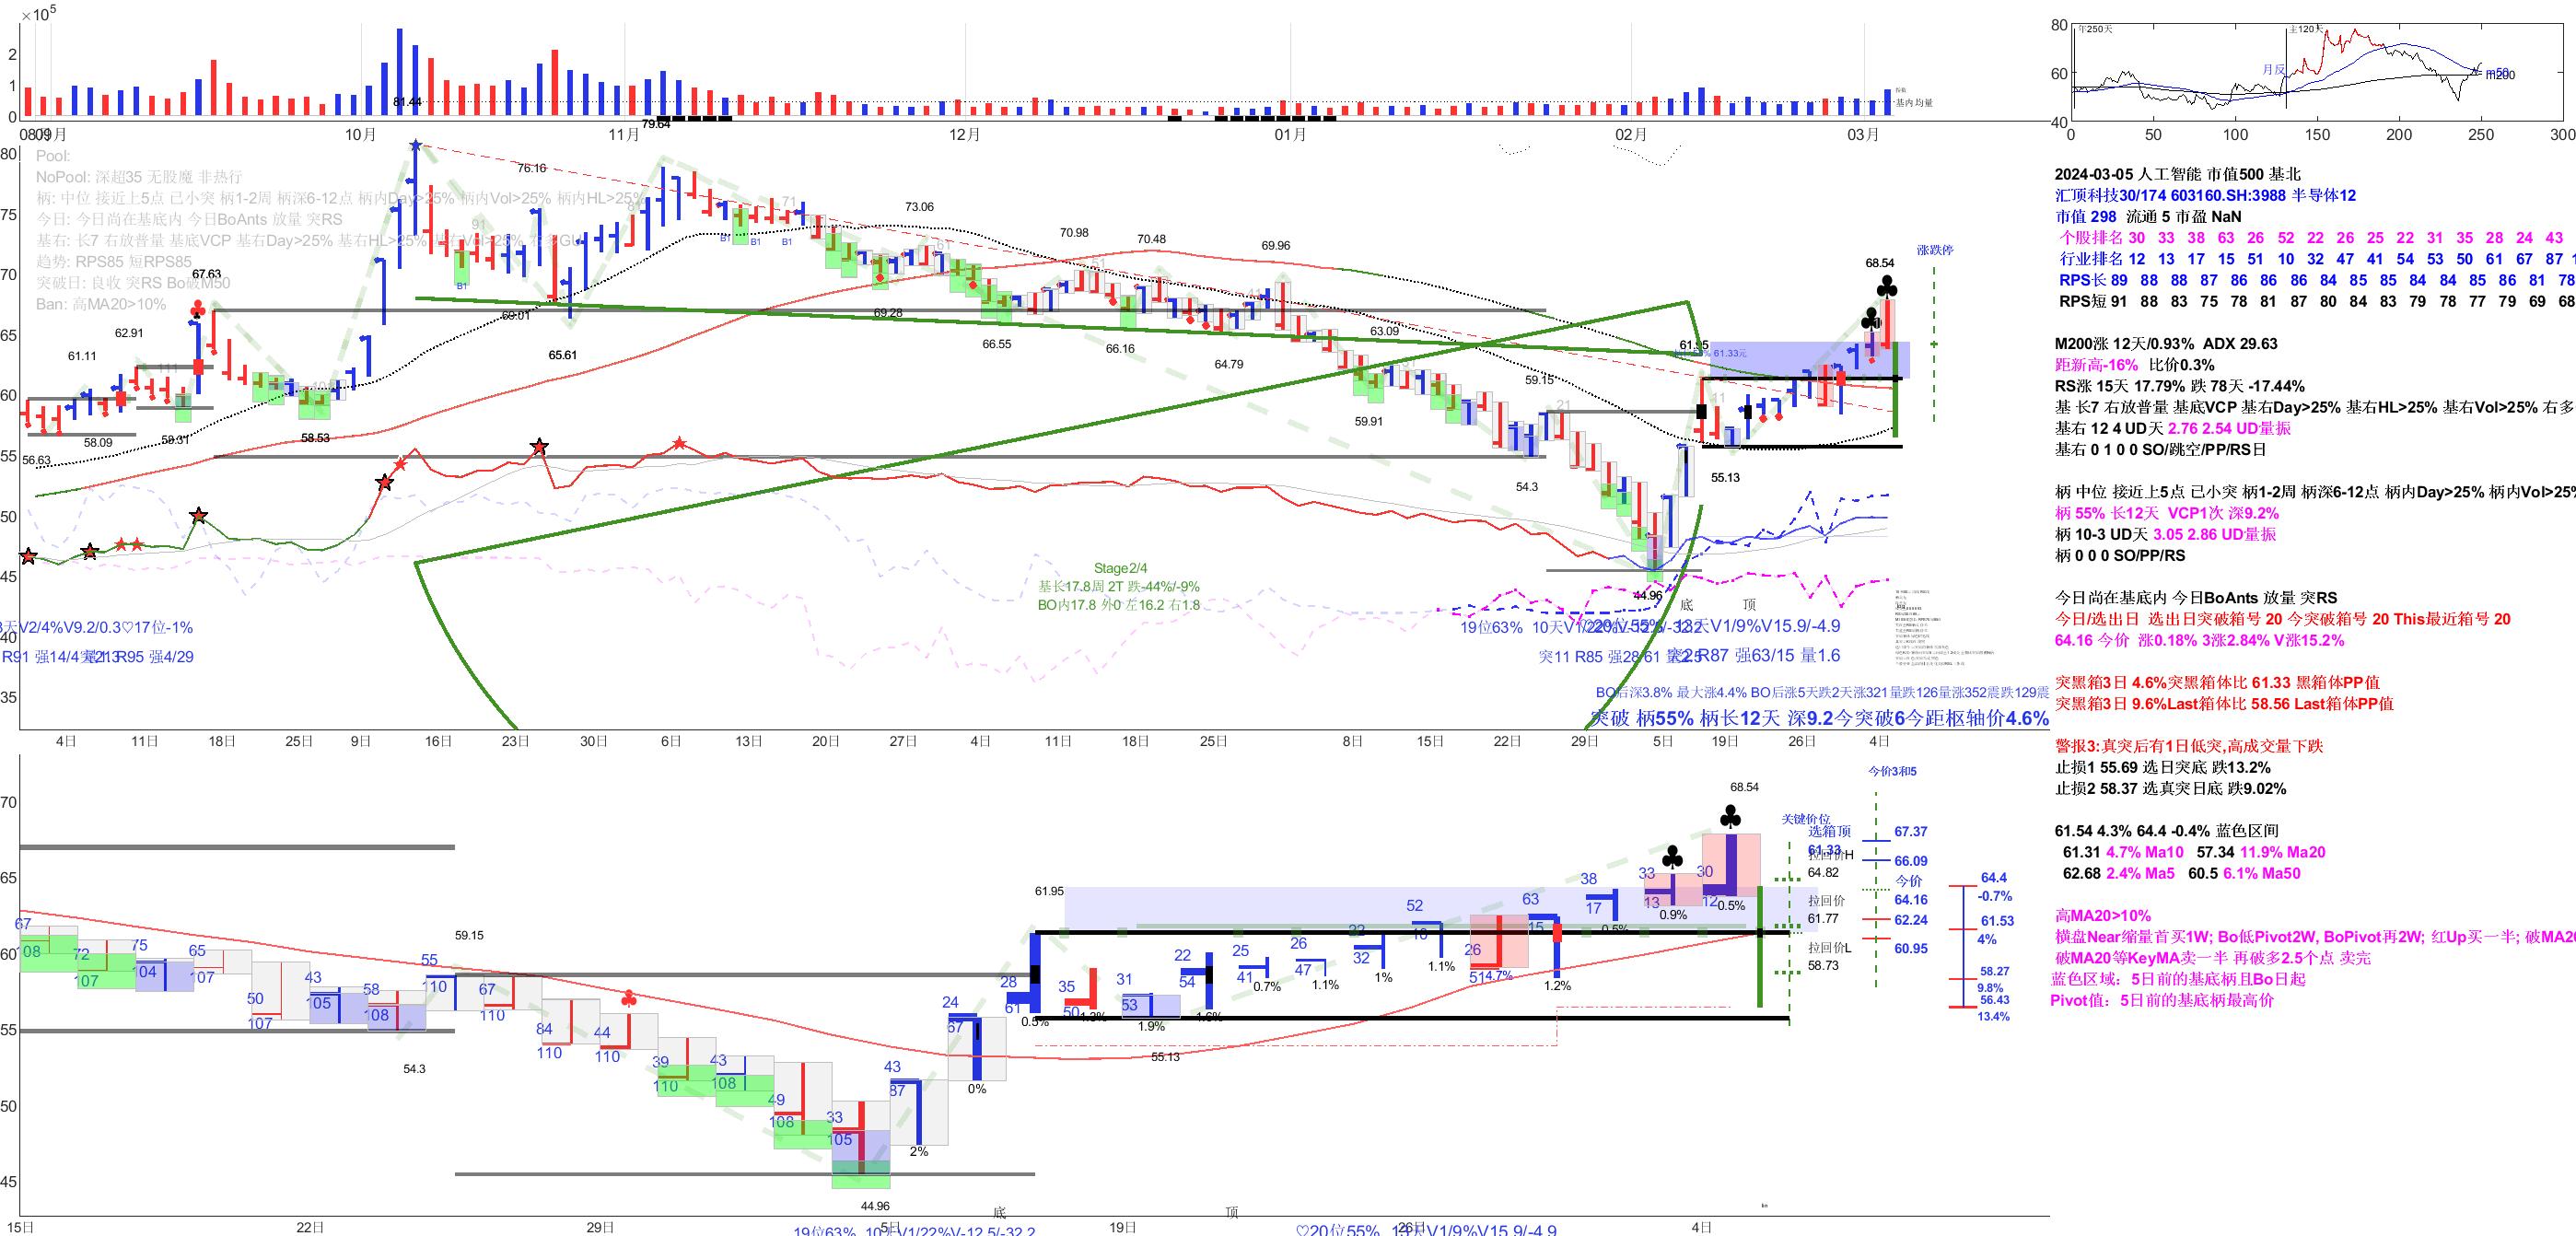 ×10⁵
2
1
0
81.44
79.64
基内均量
08月
09月
10月
11月
12月
01月
02月
03月
80
60
40
年250天
主120天
月反
0
50
100
150
200
250
300
80
75
70
65
60
55
50
45
40
35
Pool:
NoPool: 深超35 无股魔 非热行
柄: 中位 接近上5点 己小突 柄1-2周 柄深6-12点 柄内Day>25% 柄内Vol>25% 柄内HL>25%
今日: 今日尚在基底内 今日BoAnts 放量 突RS
基右: 长7 右放普量 基底VCP 基右Day>25% 基右HL>25% 基右Vol>25% 右多GU
趋势: RPS85 短RPS85
突破日: 良收 突RS Bo破M50
Ban: 高MA20>10%
67.63
62.91
61.11
58.09
59.31
56.63
58.53
76.16
69.01
65.61
73.06
69.28
66.55
70.98
70.48
66.16
64.79
69.96
63.09
59.91
59.15
54.3
61.95
61.33元
55.13
44.96
68.54
涨跌停
B1
B1
B1
B1
Stage2/4
基长17.8周 2T 跌-44%/-9%
BO内17.8 外0 左16.2 右1.8
底
顶
天V2/4%V9.2/0.3♡17位-1%
R91 强14/4
R95 强4/29
19位63%
13天V1/9%V15.9/-4.9
突11 R85 强28/61
R87 强63/15 量1.6
BO后深3.8% 最大涨4.4% BO后涨5天跌2天涨321量跌126量涨352震跌129震
突破 柄55% 柄长12天 深9.2今突破6今距枢轴价4.6%
4日
11日
18日
25日
9日
16日
23日
30日
6日
13日
20日
27日
4日
11日
18日
25日
8日
15日
22日
29日
5日
19日
26日
4日
2024-03-05 人工智能 市值500 基北
汇顶科技30/174 603160.SH:3988 半导体12
市值 298 流通 5 市盈 NaN
个股排名 30 33 38 63 26 52 22 26 25 22 31 35 28 24 43
行业排名 12 13 17 15 51 10 32 47 41 54 53 50 61 67 87
RPS长 89 88 88 87 86 86 86 84 85 85 84 84 85 86 81 78
RPS短 91 88 83 75 78 81 87 80 84 83 79 78 77 79 69 68
M200涨 12天/0.93% ADX 29.63
距新高-16% 比价0.3%
RS涨 15天 17.79% 跌 78天 -17.44%
基 长7 右放普量 基底VCP 基右Day>25% 基右HL>25% 基右Vol>25% 右多
基右 12 4 UD天 2.76 2.54 UD量振
基右 0 1 0 0 SO/跳空/PP/RS日
柄 中位 接近上5点 己小突 柄1-2周 柄深6-12点 柄内Day>25% 柄内Vol>25%
柄 55% 长12天 VCP1次 深9.2%
柄 10-3 UD天 3.05 2.86 UD量振
柄 0 0 0 SO/PP/RS
今日尚在基底内 今日BoAnts 放量 突RS
今日/选出日 选出日突破箱号 20 今突破箱号 20 This最近箱号 20
64.16 今价 涨0.18% 3涨2.84% V涨15.2%
突黑箱3日 4.6%突黑箱体比 61.33 黑箱体PP值
突黑箱3日 9.6%Last箱体比 58.56 Last箱体PP值
警报3:真突后有1日低突,高成交量下跌
止损1 55.69 选日突底 跌13.2%
止损2 58.37 选真突日底 跌9.02%
61.54 4.3% 64.4 -0.4% 蓝色区间
61.31 4.7% Ma10 57.34 11.9% Ma20
62.68 2.4% Ma5 60.5 6.1% Ma50
高MA20>10%
横盘Near缩量首买1W; Bo低Pivot2W, BoPivot再2W; 红Up买一半; 破MA20
破MA20等KeyMA卖一半 再破多2.5个点 卖完
蓝色区域：5日前的基底柄且Bo日起
Pivot值：5日前的基底柄最高价
70
65
60
55
50
45
67
108
72
107
75
104
65
107
50
107
43
105
58
108
55
110
67
110
84
110
44
110
39
110
43
108
49
108
33
105
43
87
2%
24
67
0%
28
61
0.5%
35
50
1.3%
31
53
1.9%
22
54
1.6%
25
41
0.7%
26
47
1.1%
32
1%
52
10
1.1%
26
51
4.7%
63
15
1.2%
38
17
0.5%
33
13
0.9%
30
12
0.5%
59.15
54.3
44.96
61.95
55.13
68.54
今价3和5
关键价位
选箱顶
61.33
拉回价H
64.82
拉回价
61.77
拉回价L
58.73
67.37
66.09
今价
64.16
62.24
60.95
64.4
-0.7%
61.53
4%
58.27
9.8%
56.43
13.4%
底
顶
15日
22日
29日
5日
19日
26日
4日
19位63%
10天V1/22%V-12.5/-32.2
♡20位55%
13天V1/9%V15.9/-4.9